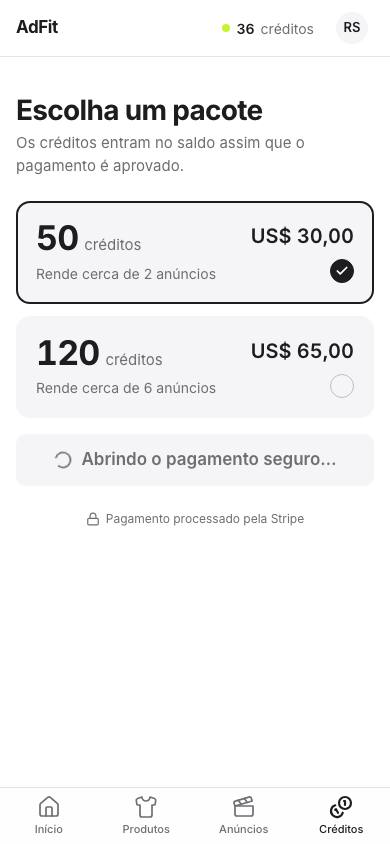 AdFit
36 créditos
RS
Escolha um pacote
Os créditos entram no saldo assim que o
pagamento é aprovado.
50 créditos
US$ 30,00
Rende cerca de 2 anúncios
120 créditos
US$ 65,00
Rende cerca de 6 anúncios
Abrindo o pagamento seguro...
Pagamento processado pela Stripe
Início
Produtos
Anúncios
Créditos